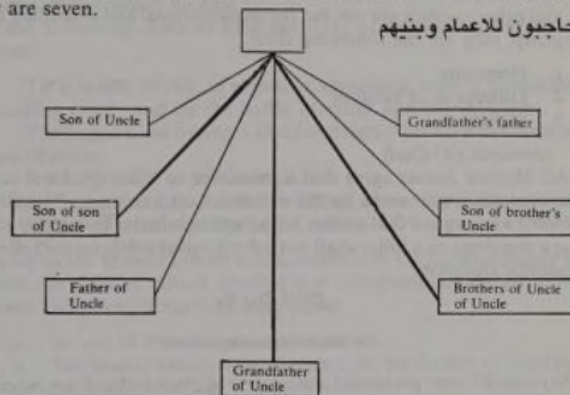 are seven.
حاجبون للاعمام وبنيهم
Son of Uncle
Grandfather's father
Son of son
of Uncle
Son of brother's
Uncle
Father of
Uncle
Brothers of Uncle
of Uncle
Grandfather
of Uncle